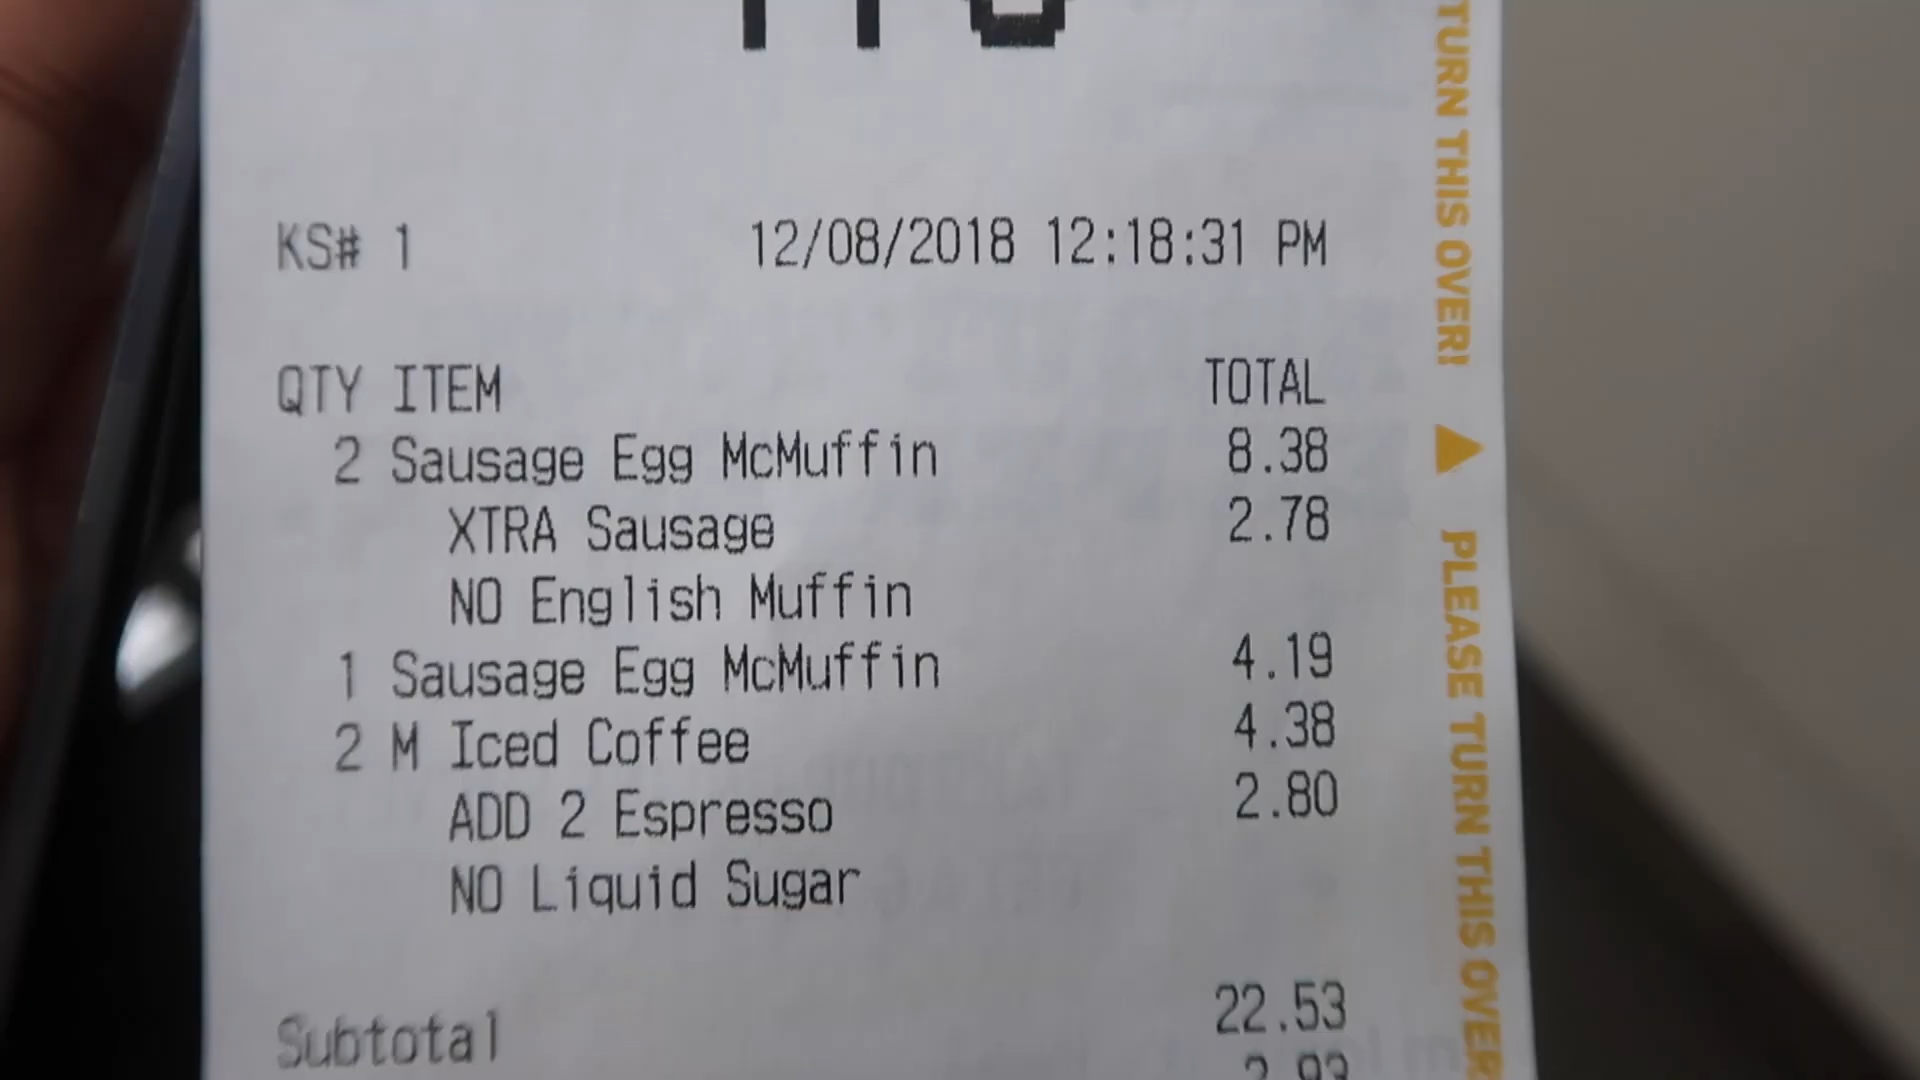 KS# 1 12/08/2018 12:18:31 PM
QTY ITEM TOTAL
2 Sausage Egg McMuffin 8.38
XTRA Sausage 2.78
NO English Muffin
1 Sausage Egg McMuffin 4.19
2 M Iced Coffee 4.38
ADD 2 Espresso 2.80
NO Liquid Sugar
Subtotal 22.53
2.93
TURN THIS OVER! ▲ PLEASE TURN THIS OVER